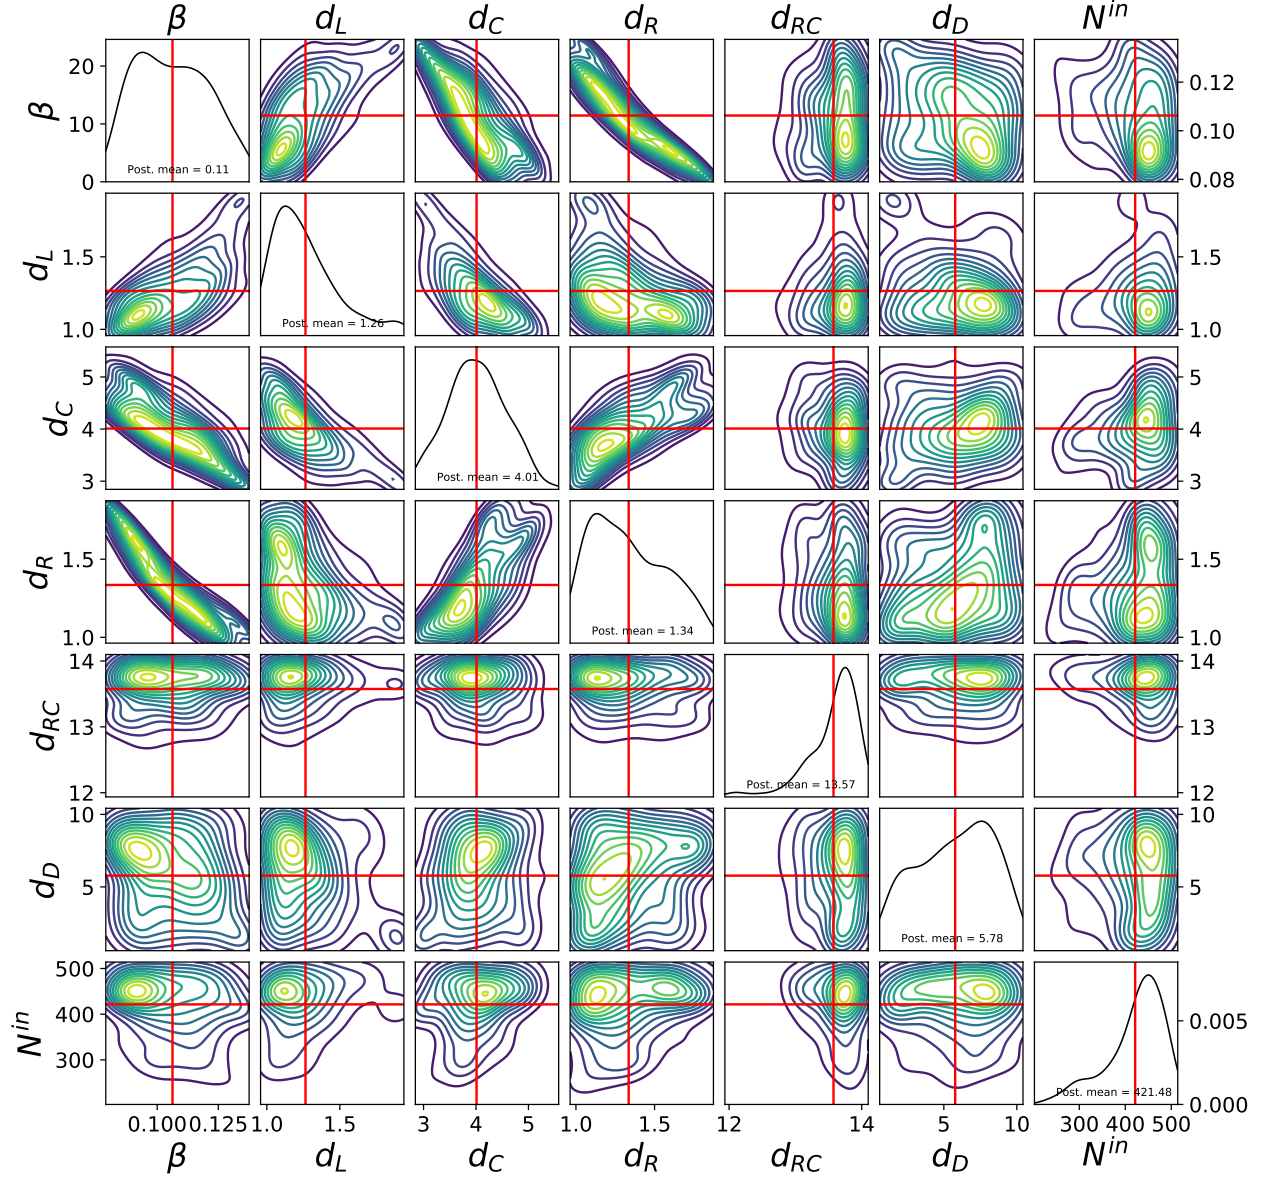 β d_L d_C d_R d_RC d_D N^in
β 20 10 0 Post. mean = 0.11 0.12 0.10 0.08
d_L 1.5 1.0 Post. mean = 1.26 1.5 1.0
d_C 5 4 3 Post. mean = 4.01 5 4 3
d_R 1.5 1.0 Post. mean = 1.34 1.5 1.0
d_RC 14 13 12 Post. mean = 13.57 14 13 12
d_D 10 5 Post. mean = 5.78 10 5
N^in 500 400 300 Post. mean = 421.48 0.005 0.000
0.100 0.125 1.0 1.5 3 4 5 1.0 1.5 12 14 5 10 300 400 500
β d_L d_C d_R d_RC d_D N^in